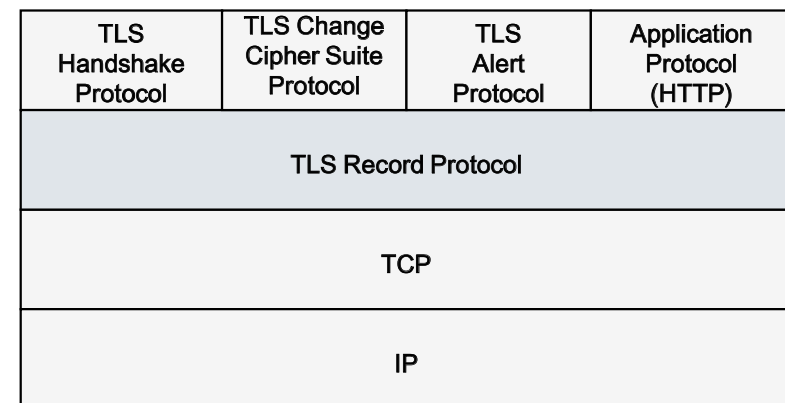 TLS
Handshake
Protocol
TLS Change
Cipher Suite
Protocol
TLS
Alert
Protocol
Application
Protocol
(HTTP)
TLS Record Protocol
TCP
IP